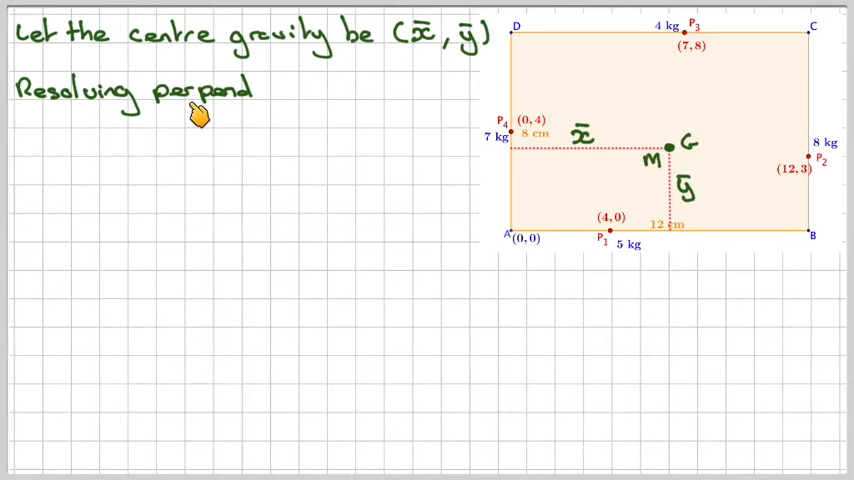 Let the centre gravity be (x̄, ȳ)
Resolving perpend
D
4 kg P₃
C
(7, 8)
P₄ (0, 4)
7 kg 8 cm
x̄
G
M
8 kg
P₂
(12, 3)
ȳ
(4, 0)
12 cm
A (0, 0)
P₁
5 kg
B